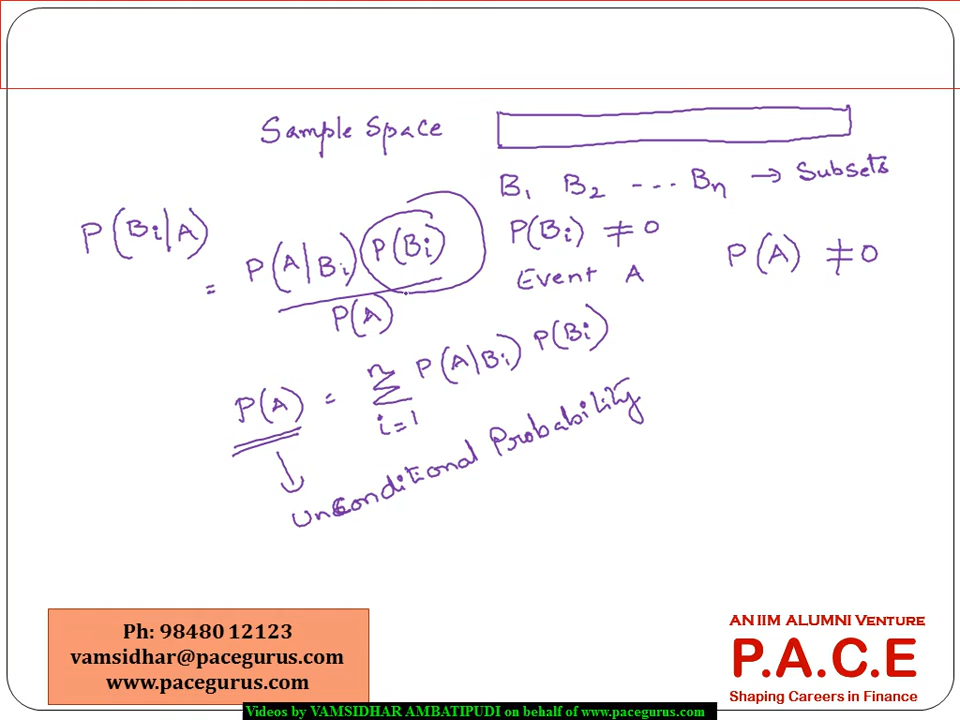 Sample Space
B1 B2 ... Bn → Subsets
P(Bi|A)
P(Bi) ≠ 0
P(A) ≠ 0
= P(A|Bi) P(Bi)
P(A)
Event A
P(A) = n Σ i=1 P(A|Bi) P(Bi)
↓
Unconditional Probability
Ph: 98480 12123
vamsidhar@pacegurus.com
www.pacegurus.com
AN IIM ALUMNI VENTURE
P.A.C.E
Shaping Careers in Finance
Videos by VAMSIDHAR AMBATIPUDI on behalf of www.pacegurus.com